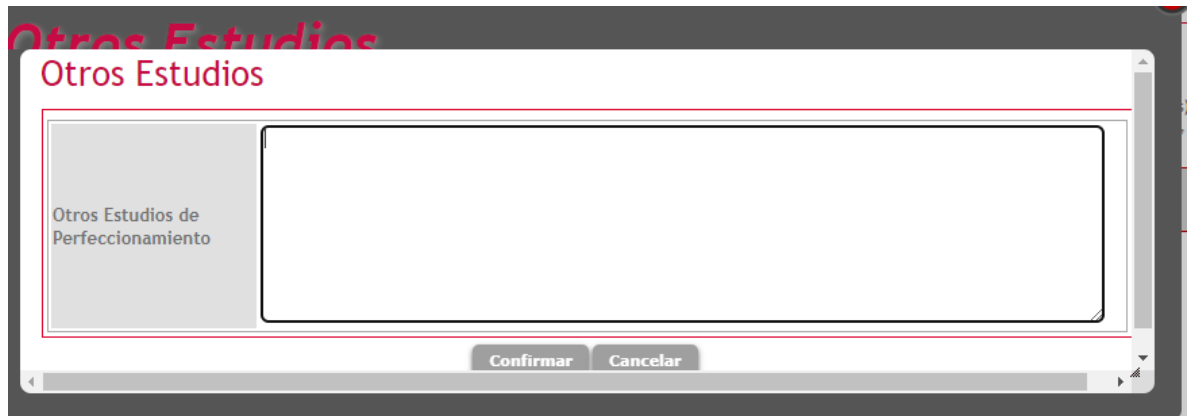 Otros Estudios
Otros Estudios
Otros Estudios de
Perfeccionamiento
Confirmar Cancelar